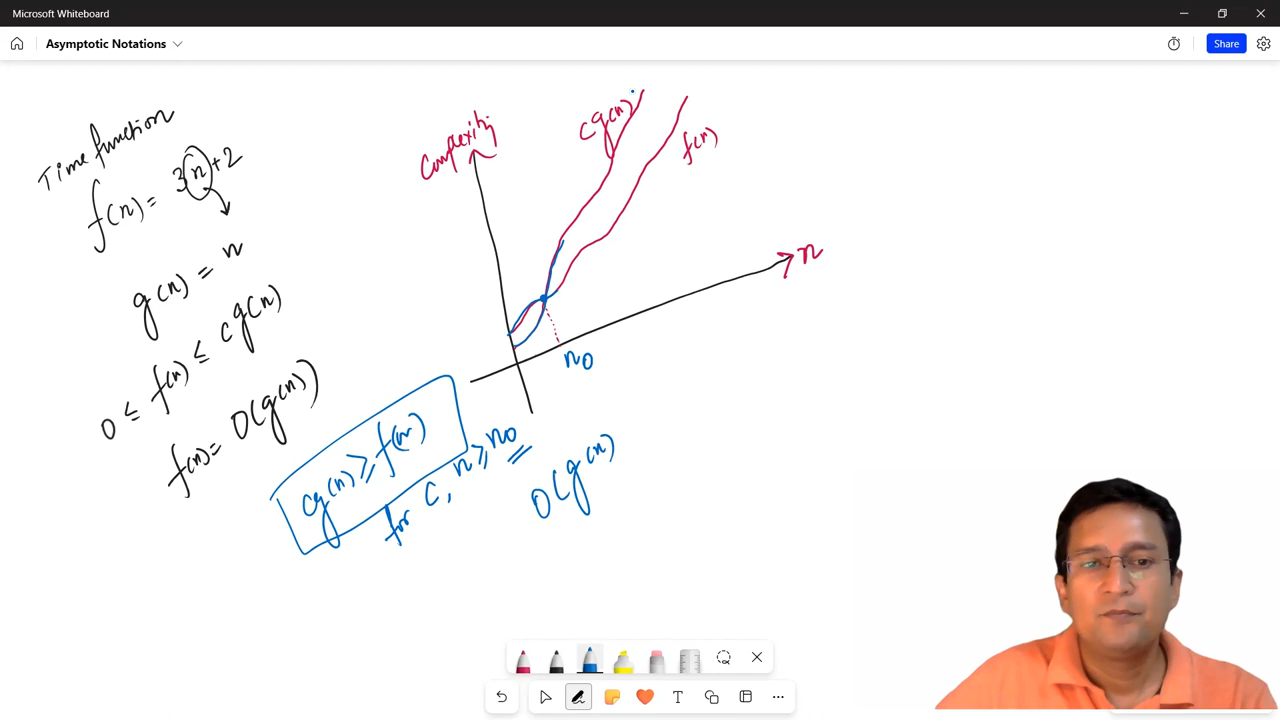 Microsoft Whiteboard
Asymptotic Notations
Share
Time function
f(n) = 3n+2
g(n) = n
0 ≤ f(n) ≤ cg(n)
f(n) = O(g(n))
Complexity
cg(n)
f(n)
n
n0
cg(n) ≥ f(n)
for c, n ≥ n0
O(g(n)
T